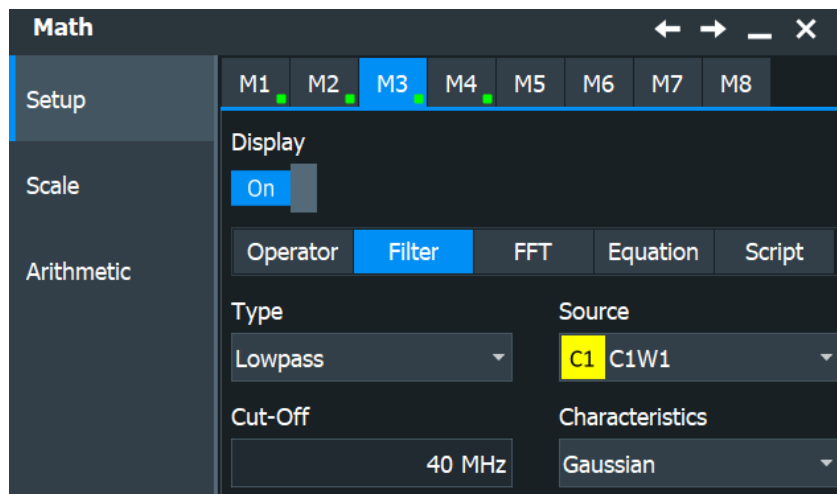 Math
Setup
Scale
Arithmetic
M1 M2 M3 M4 M5 M6 M7 M8
Display
On
Operator Filter FFT Equation Script
Type Source
Lowpass C1 C1W1
Cut-Off Characteristics
40 MHz Gaussian